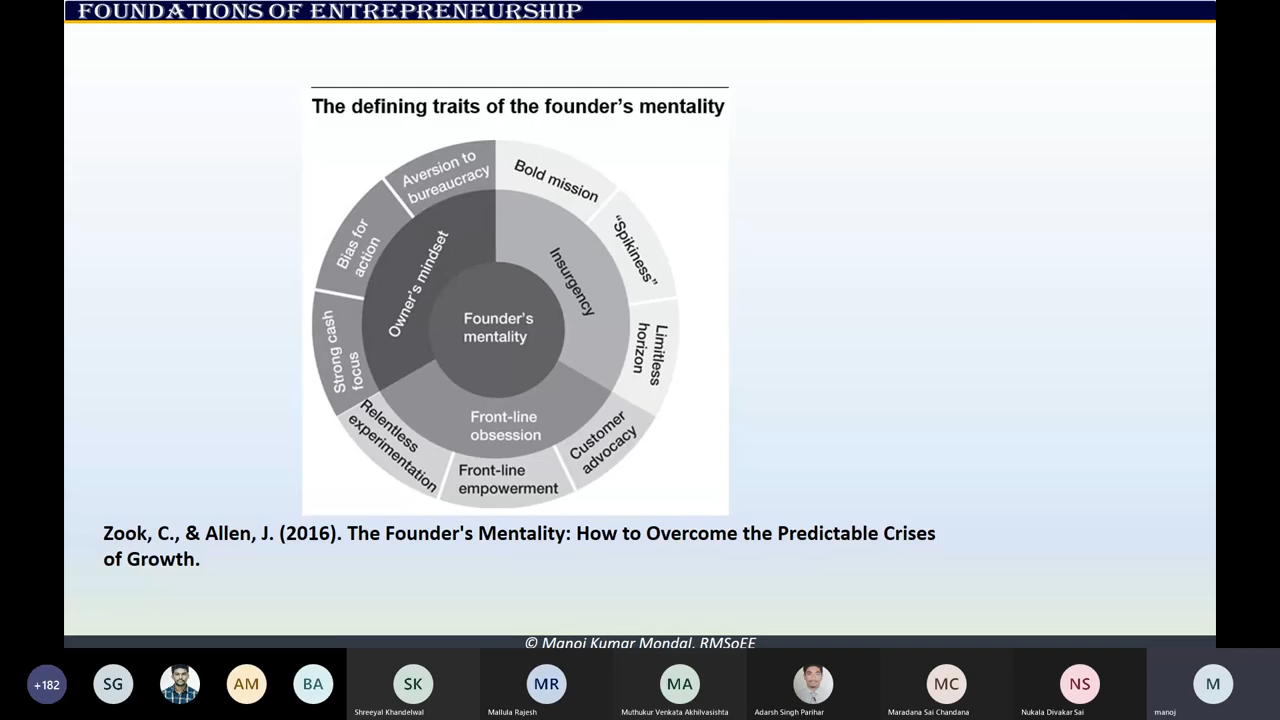 FOUNDATIONS OF ENTREPRENEURSHIP
The defining traits of the founder's mentality
Aversion to
bureaucracy
Bold mission
"Spikiness"
Limitless
horizon
Customer
advocacy
Front-line
empowerment
Relentless
experimentation
Strong cash
focus
Bias for
action
Owner's mindset
Insurgency
Front-line
obsession
Founder's
mentality
Zook, C., & Allen, J. (2016). The Founder's Mentality: How to Overcome the Predictable Crises
of Growth.
© Manoj Kumar Mondal, RMSoEE
+182
SG
AM
BA
SK
Shreeyal Khandelwal
MR
Mallula Rajesh
MA
Muthukur Venkata Akhilvasishta
Adarsh Singh Parihar
MC
Maradana Sai Chandana
NS
Nukala Divakar Sai
M
manoj